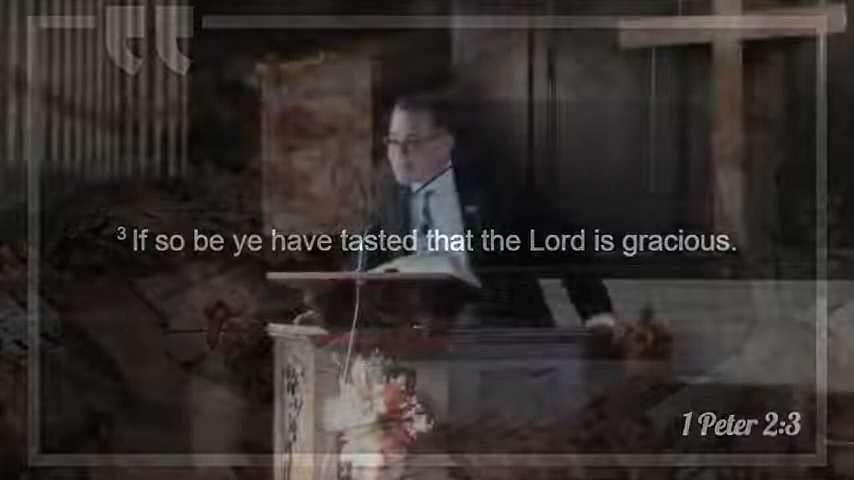 3 If so be ye have tasted that the Lord is gracious.
1 Peter 2:3